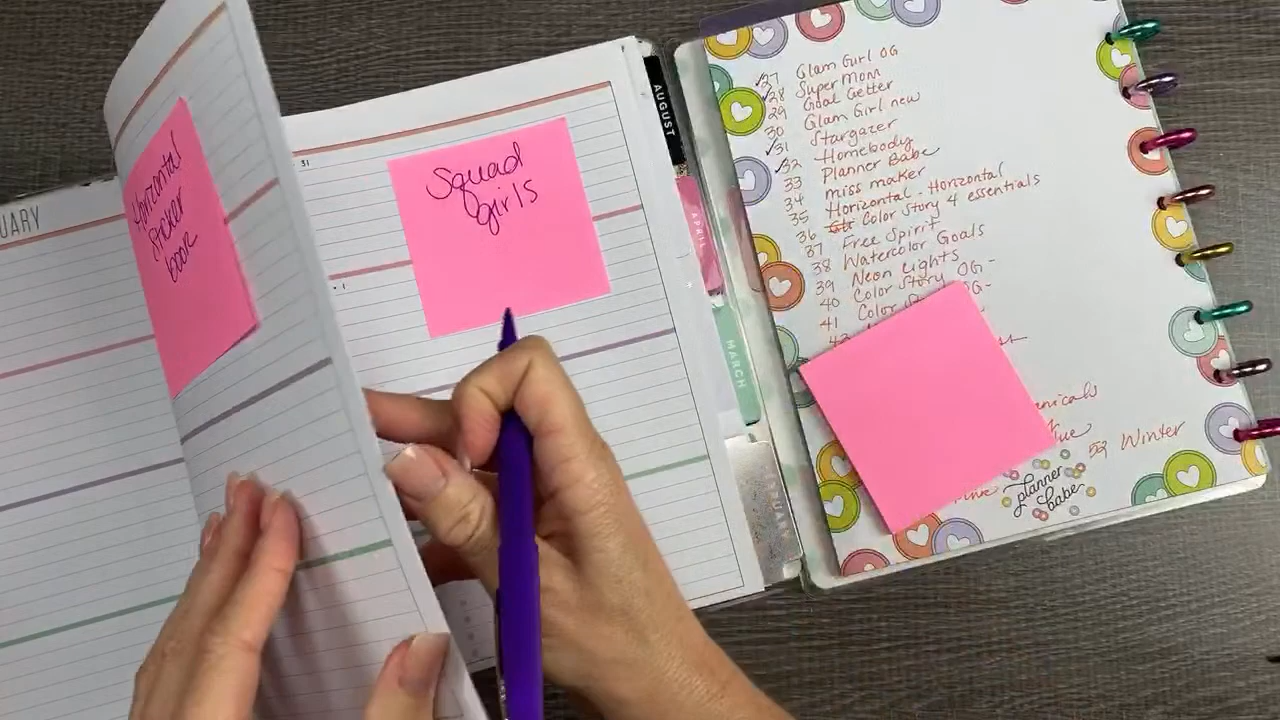 UARY
Horizontal
sticker
book
31
1
Squad
girls
AUGUST
APRIL
MARCH
27 Glam Girl OG
28 Super Mom
29 Goal Getter
30 Glam Girl new
31 Stargazer
32 Homebody
33 Planner Babe
34 miss maker
35 Horizontal - Horizontal
36 Color Story 4 essentials
37 Free Spirit
38 Watercolor Goals
39 Neon Lights
40 Color Story OG -
41 Color
42
52 Winter
planner
babe